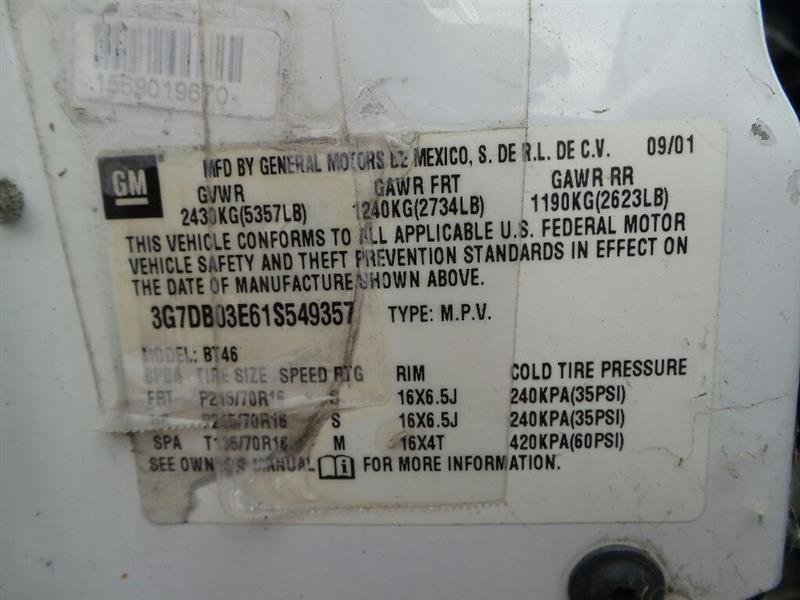 1569019670
GM
MFD BY GENERAL MOTORS DE MEXICO, S. DE R.L. DE C.V. 09/01
GVWR GAWR FRT GAWR RR
2430KG(5357LB) 1240KG(2734LB) 1190KG(2623LB)
THIS VEHICLE CONFORMS TO ALL APPLICABLE U.S. FEDERAL MOTOR
VEHICLE SAFETY AND THEFT PREVENTION STANDARDS IN EFFECT ON
THE DATE OF MANUFACTURE SHOWN ABOVE.
3G7DB03E61S549357 TYPE: M.P.V.
MODEL: BT46
TIRE SIZE SPEED RTG RIM COLD TIRE PRESSURE
FRT P215/70R16 S 16X6.5J 240KPA(35PSI)
P215/70R16 S 16X6.5J 240KPA(35PSI)
SPA 16X4T M 420KPA(60PSI)
SEE OWNER'S MANUAL FOR MORE INFORMATION.